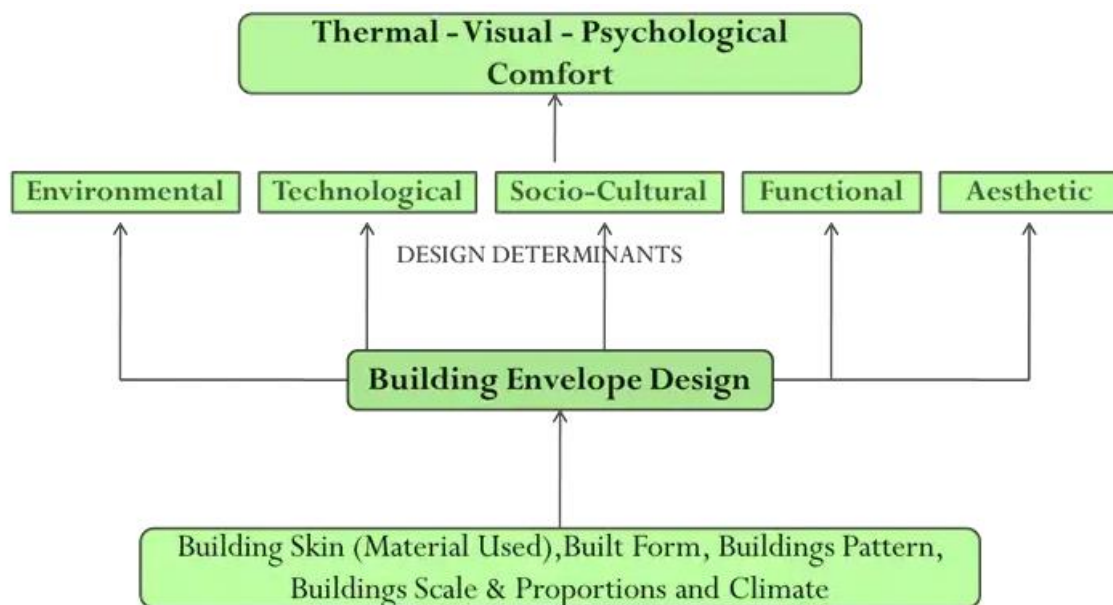 Thermal - Visual - Psychological
Comfort
Environmental
Technological
Socio-Cultural
Functional
Aesthetic
DESIGN DETERMINANTS
Building Envelope Design
Building Skin (Material Used),Built Form, Buildings Pattern,
Buildings Scale & Proportions and Climate